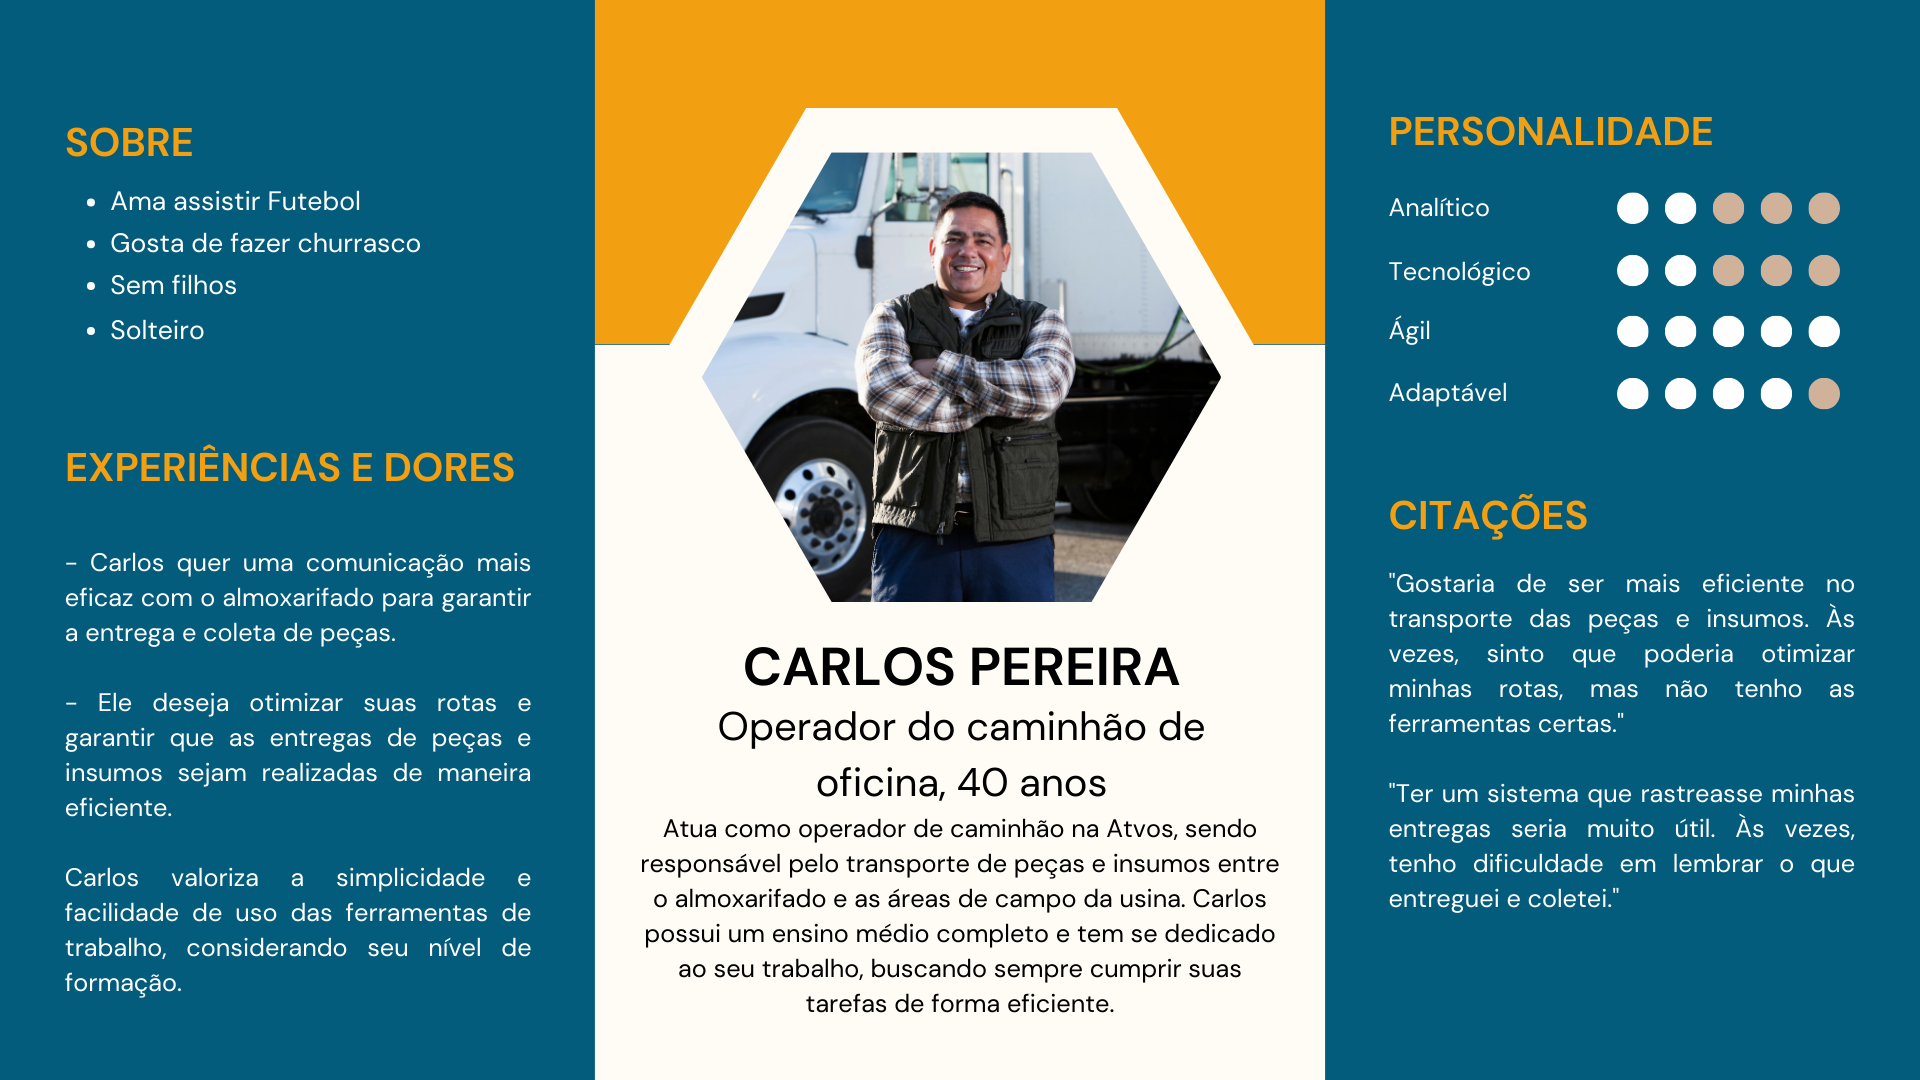 SOBRE
• Ama assistir Futebol
• Gosta de fazer churrasco
• Sem filhos
• Solteiro
EXPERIÊNCIAS E DORES
- Carlos quer uma comunicação mais
eficaz com o almoxarifado para garantir
a entrega e coleta de peças.
- Ele deseja otimizar suas rotas e
garantir que as entregas de peças e
insumos sejam realizadas de maneira
eficiente.
Carlos valoriza a simplicidade e
facilidade de uso das ferramentas de
trabalho, considerando seu nível de
formação.
CARLOS PEREIRA
Operador do caminhão de
oficina, 40 anos
Atua como operador de caminhão na Atvos, sendo
responsável pelo transporte de peças e insumos entre
o almoxarifado e as áreas de campo da usina. Carlos
possui um ensino médio completo e tem se dedicado
ao seu trabalho, buscando sempre cumprir suas
tarefas de forma eficiente.
PERSONALIDADE
Analítico
Tecnológico
Ágil
Adaptável
CITAÇÕES
"Gostaria de ser mais eficiente no
transporte das peças e insumos. Às
vezes, sinto que poderia otimizar
minhas rotas, mas não tenho as
ferramentas certas."
"Ter um sistema que rastreasse minhas
entregas seria muito útil. Às vezes,
tenho dificuldade em lembrar o que
entreguei e coletei."